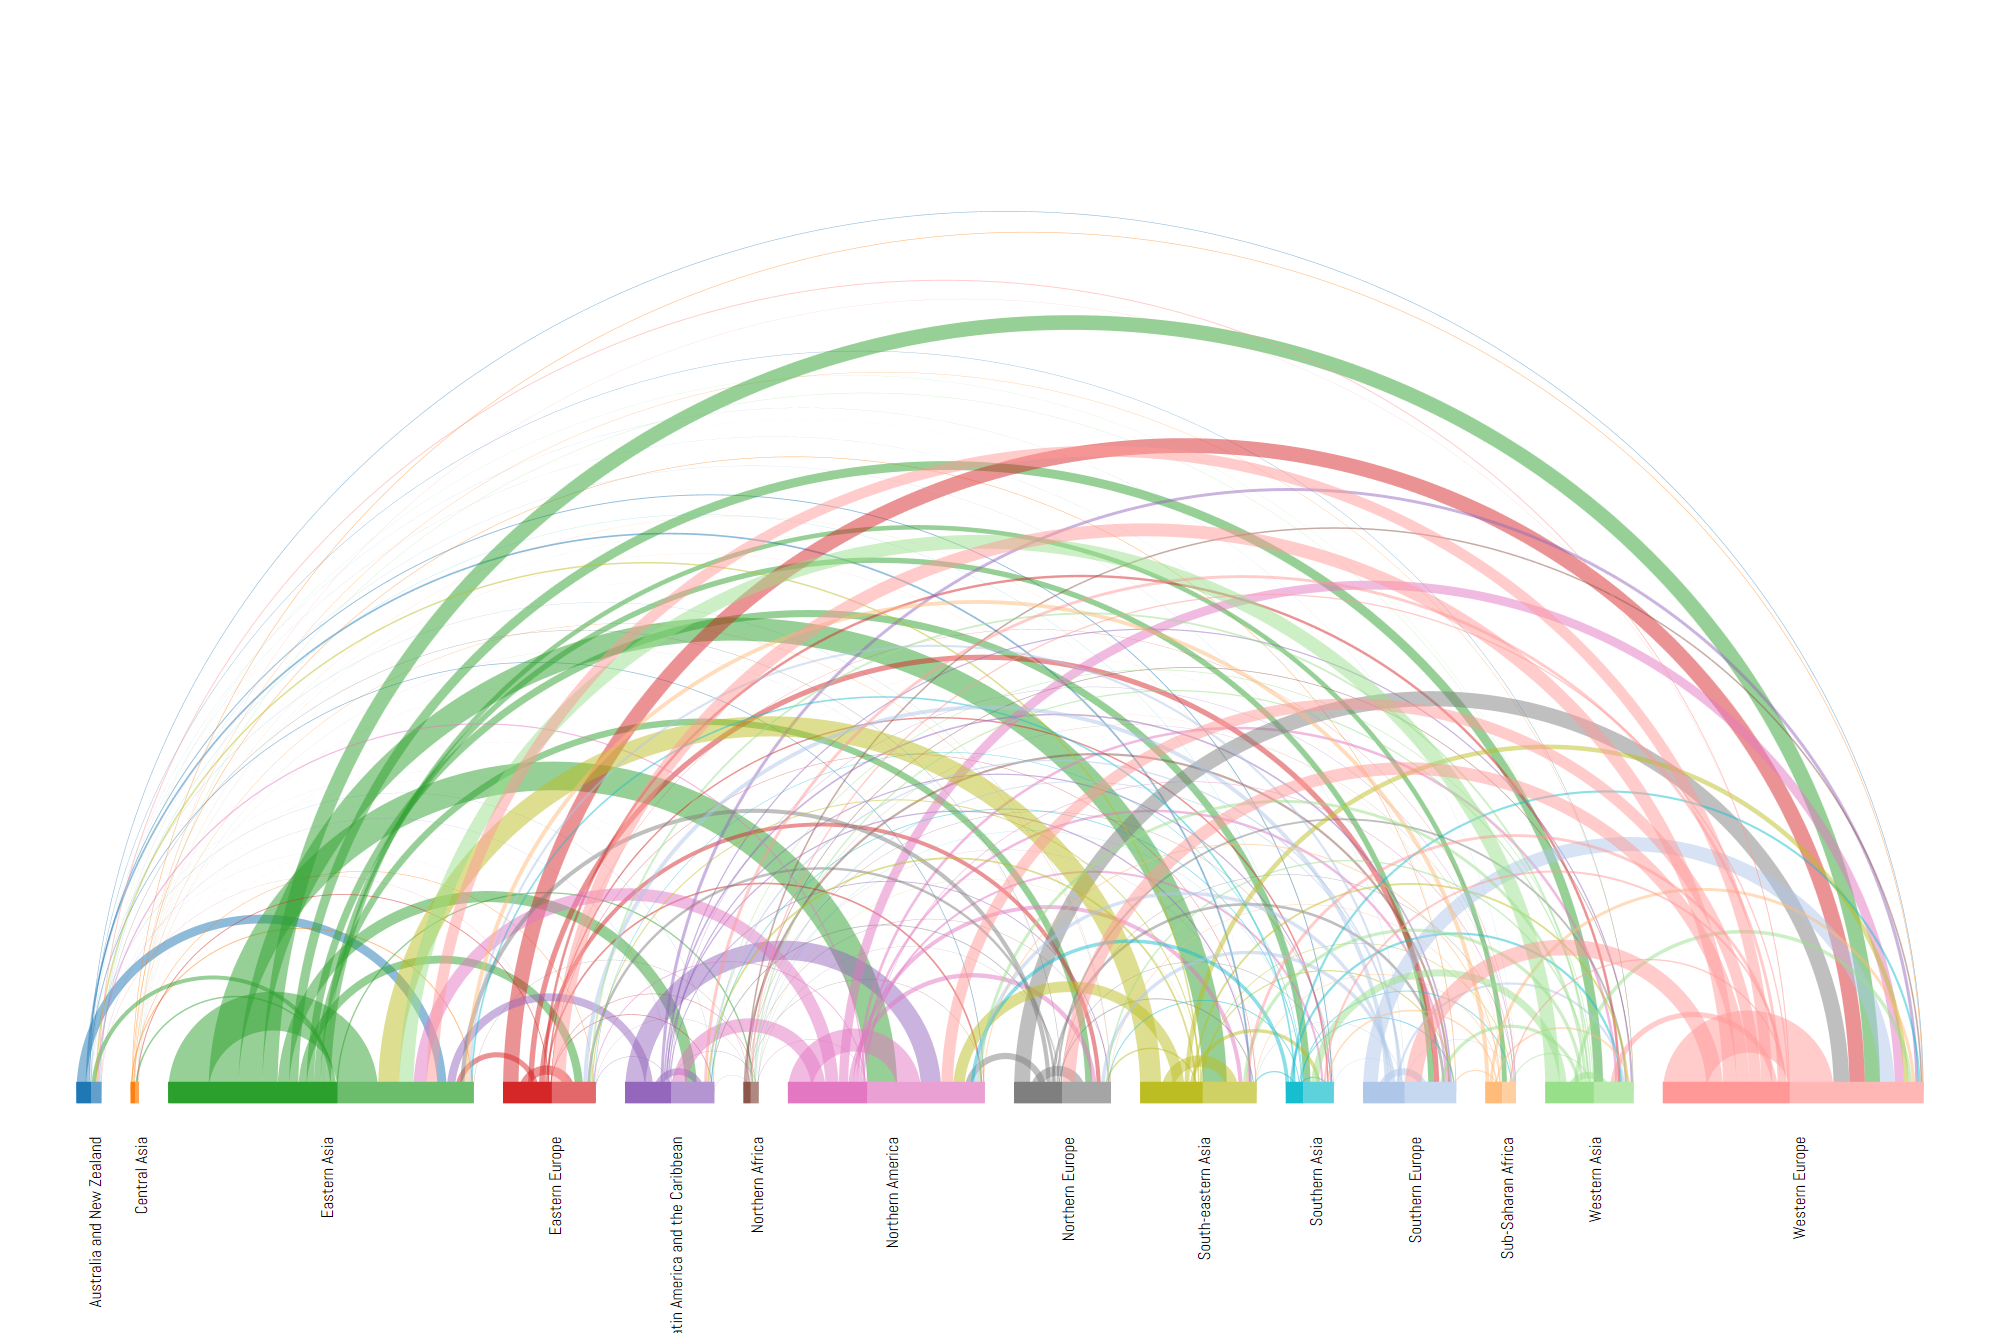 Australia and New Zealand
Central Asia
Eastern Asia
Eastern Europe
atin America and the Caribbean
Northern Africa
Northern America
Northern Europe
South-eastern Asia
Southern Asia
Southern Europe
Sub-Saharan Africa
Western Asia
Western Europe